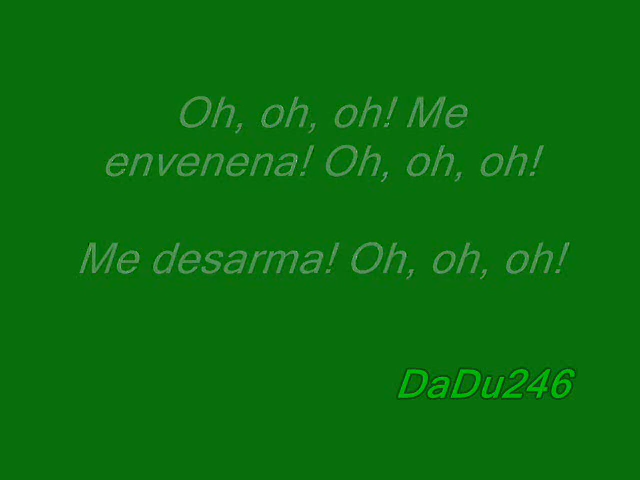 Oh, oh, oh! Me
envenena! Oh, oh, oh!
Me desarma! Oh, oh, oh!
DaDu246